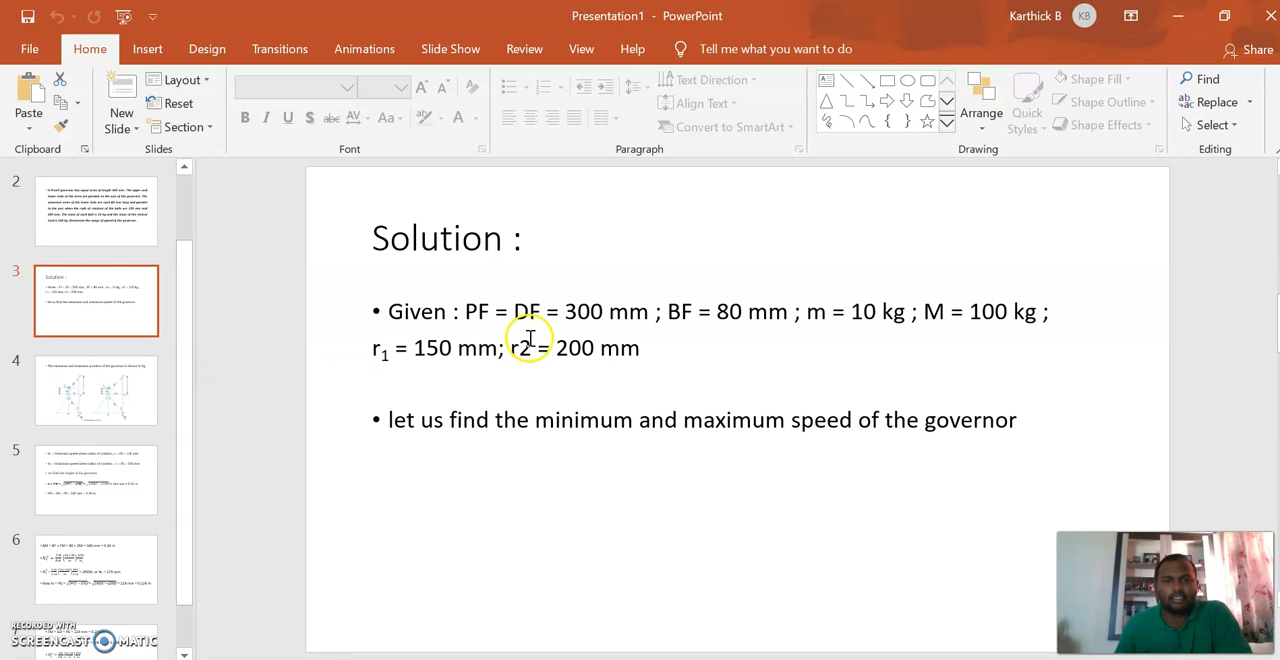 Presentation1 - PowerPoint
Karthick B
KB
File
Home
Insert
Design
Transitions
Animations
Slide Show
Review
View
Help
Tell me what you want to do
Share
Paste
Clipboard
New
Slide
Layout
Reset
Section
Slides
Font
Text Direction
Align Text
Convert to SmartArt
Paragraph
Arrange
Quick
Styles
Shape Fill
Shape Outline
Shape Effects
Drawing
Find
Replace
Select
Editing
2
3
4
5
6
Solution :
• Given : PF = DF = 300 mm ; BF = 80 mm ; m = 10 kg ; M = 100 kg ;
r₁ = 150 mm; r2 = 200 mm
• let us find the minimum and maximum speed of the governor
RECORDED WITH
SCREENCAST MATIC